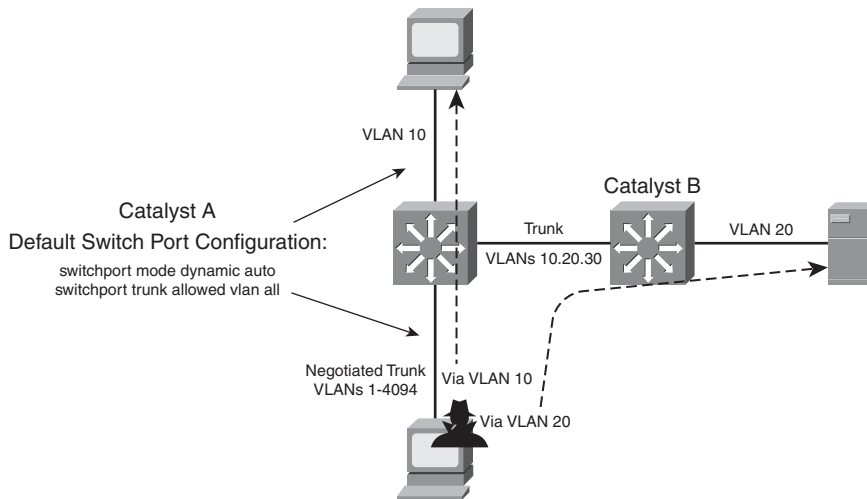 VLAN 10
Catalyst A
Default Switch Port Configuration:
switchport mode dynamic auto
switchport trunk allowed vlan all
Catalyst B
Trunk
VLANs 10.20.30
VLAN 20
Negotiated Trunk
VLANs 1-4094
Via VLAN 10
Via VLAN 20